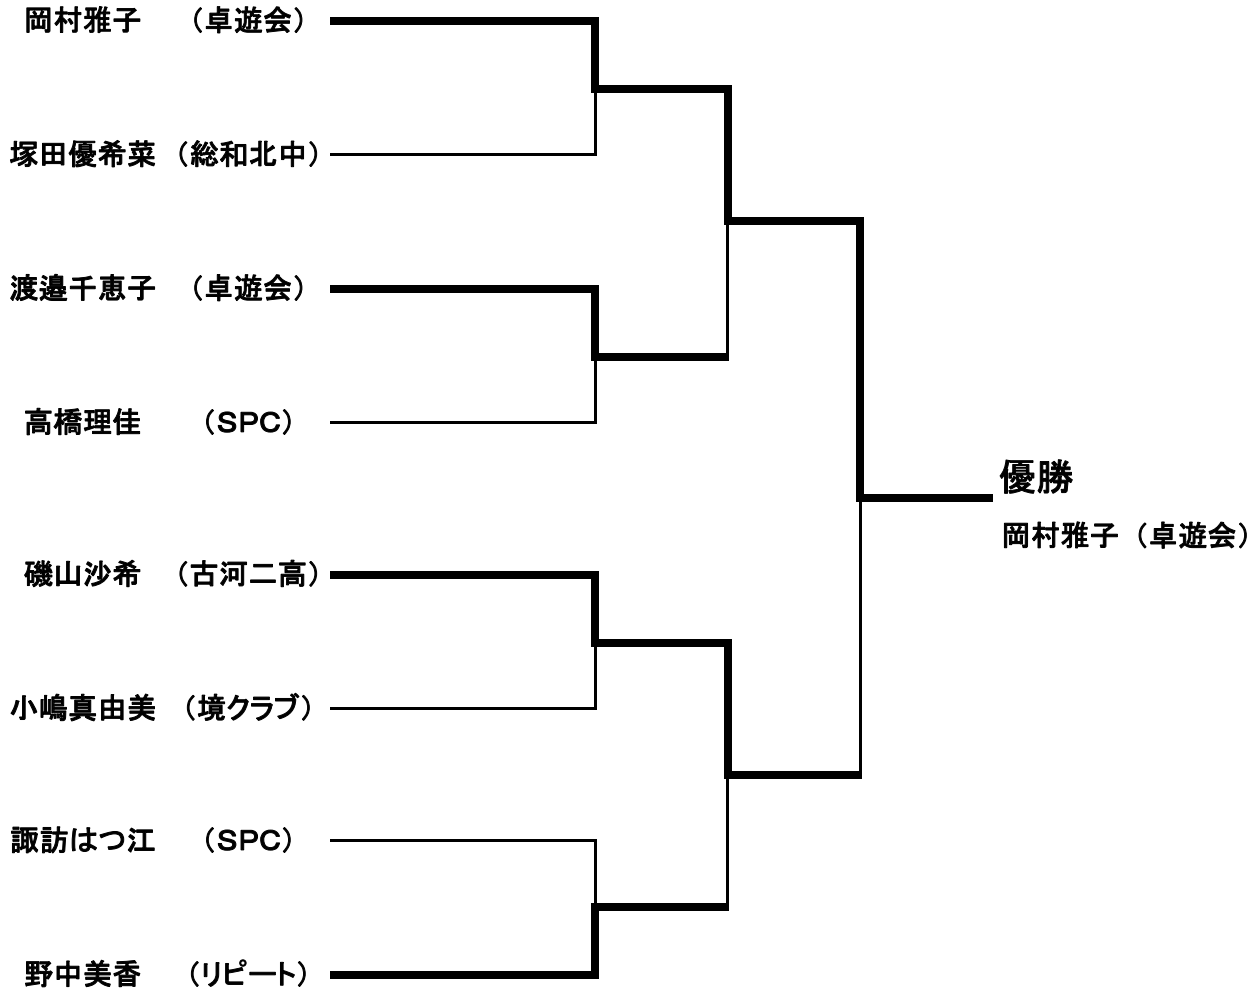 岡村雅子　（卓遊会）
塚田優希菜（総和北中）
渡邉千恵子　（卓遊会）
高橋理佳　（SPC）
優勝
岡村雅子（卓遊会）
磯山沙希　（古河二高）
小嶋真由美　（境クラブ）
諏訪はつ江　（SPC）
野中美香　（リピート）